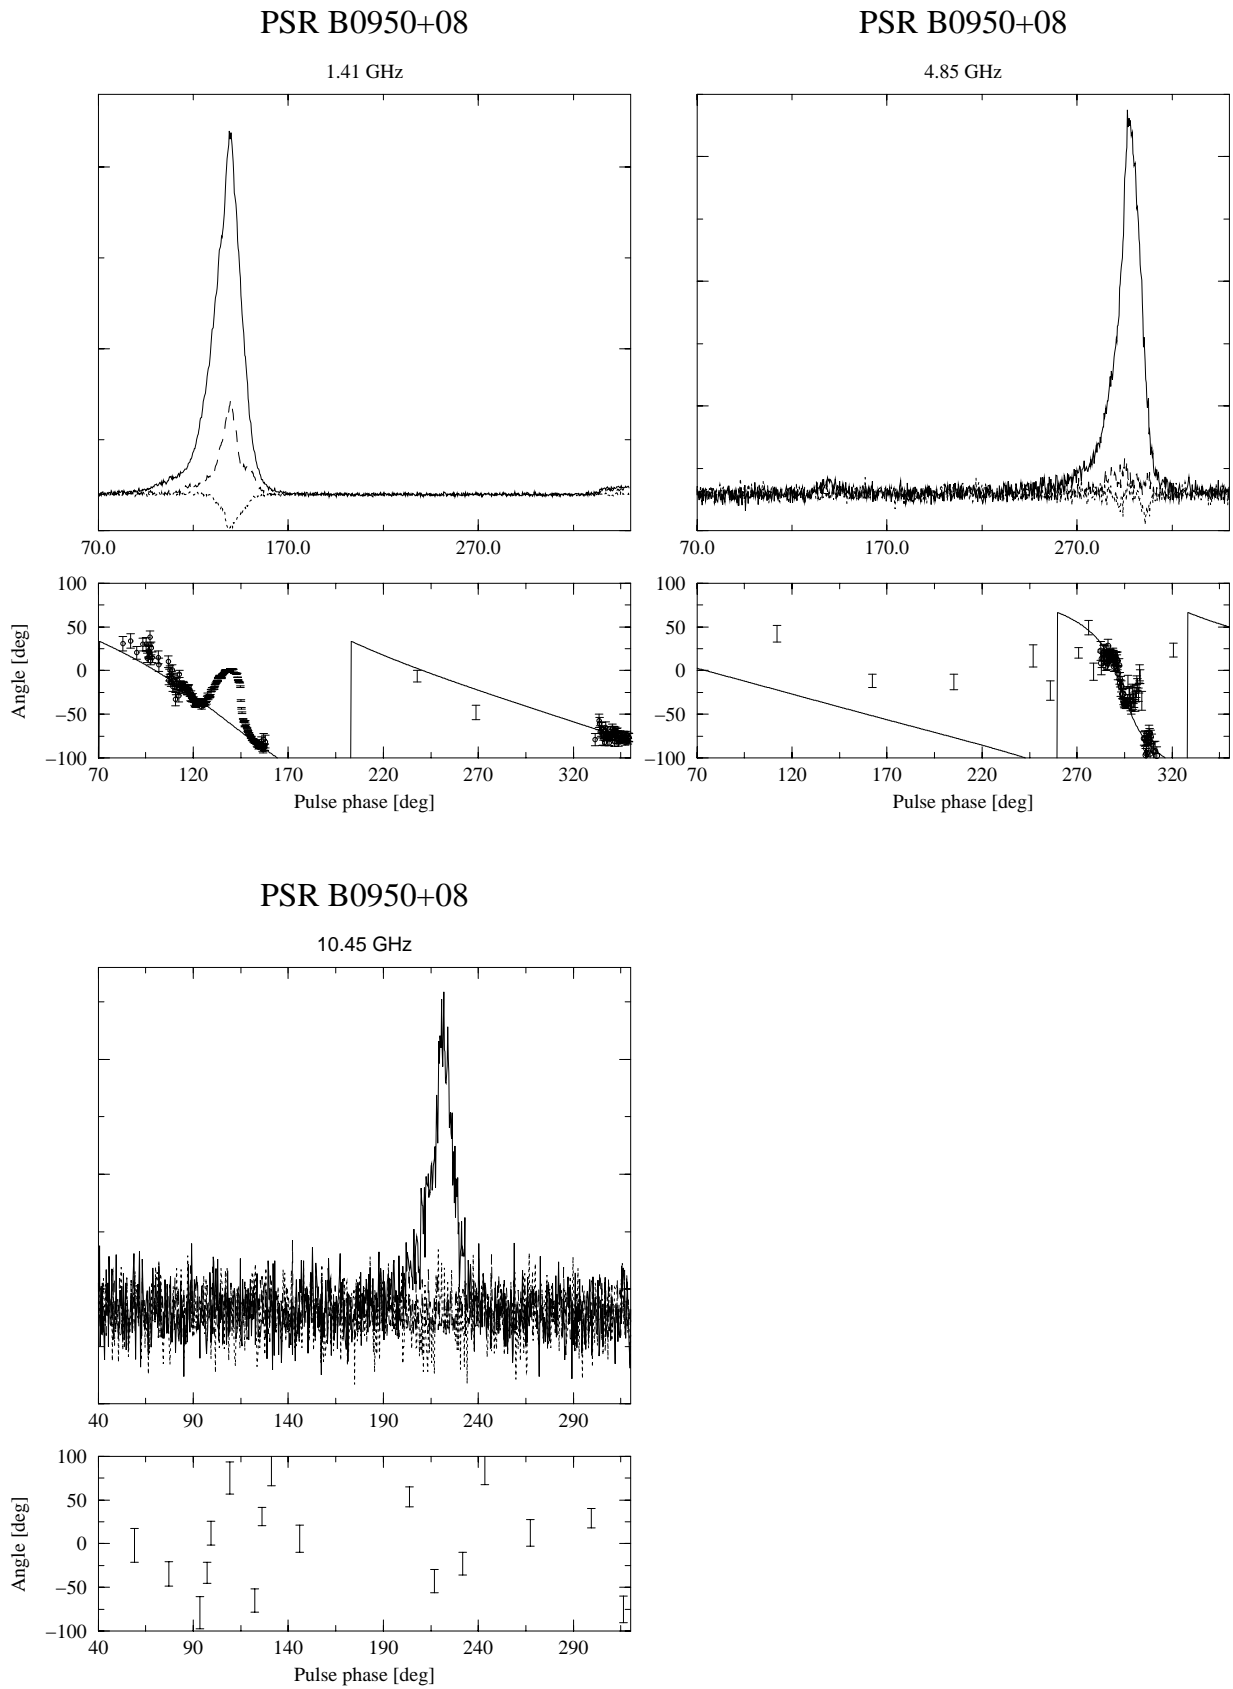 PSR B0950+08
1.41 GHz
70.0 170.0 270.0
100
50
0
−50
−100
Angle [deg]
70 120 170 220 270 320
Pulse phase [deg]
PSR B0950+08
4.85 GHz
70.0 170.0 270.0
100
50
0
−50
−100
70 120 170 220 270 320
Pulse phase [deg]
PSR B0950+08
10.45 GHz
40 90 140 190 240 290
100
50
0
−50
−100
Angle [deg]
40 90 140 190 240 290
Pulse phase [deg]